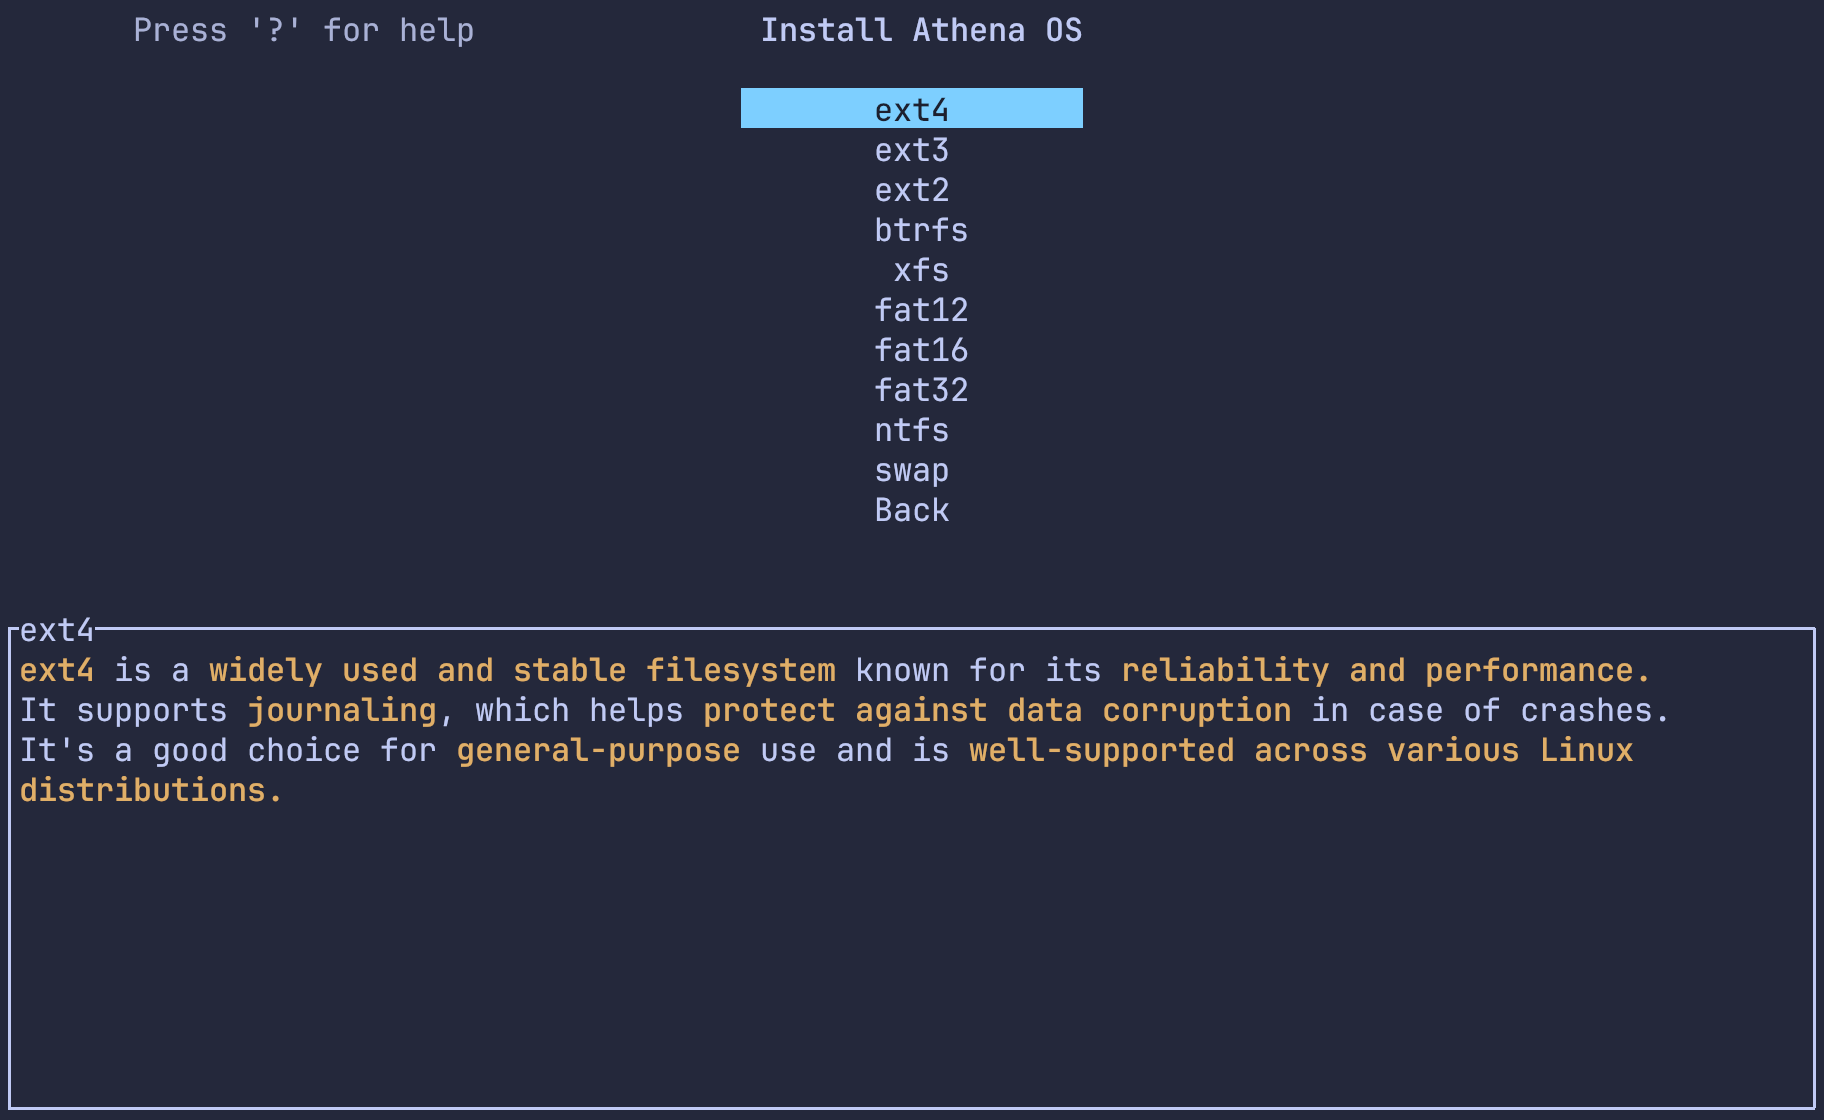 Press '?' for help
Install Athena OS
ext4
ext3
ext2
btrfs
xfs
fat12
fat16
fat32
ntfs
swap
Back
ext4
ext4 is a widely used and stable filesystem known for its reliability and performance.
It supports journaling, which helps protect against data corruption in case of crashes.
It's a good choice for general-purpose use and is well-supported across various Linux
distributions.